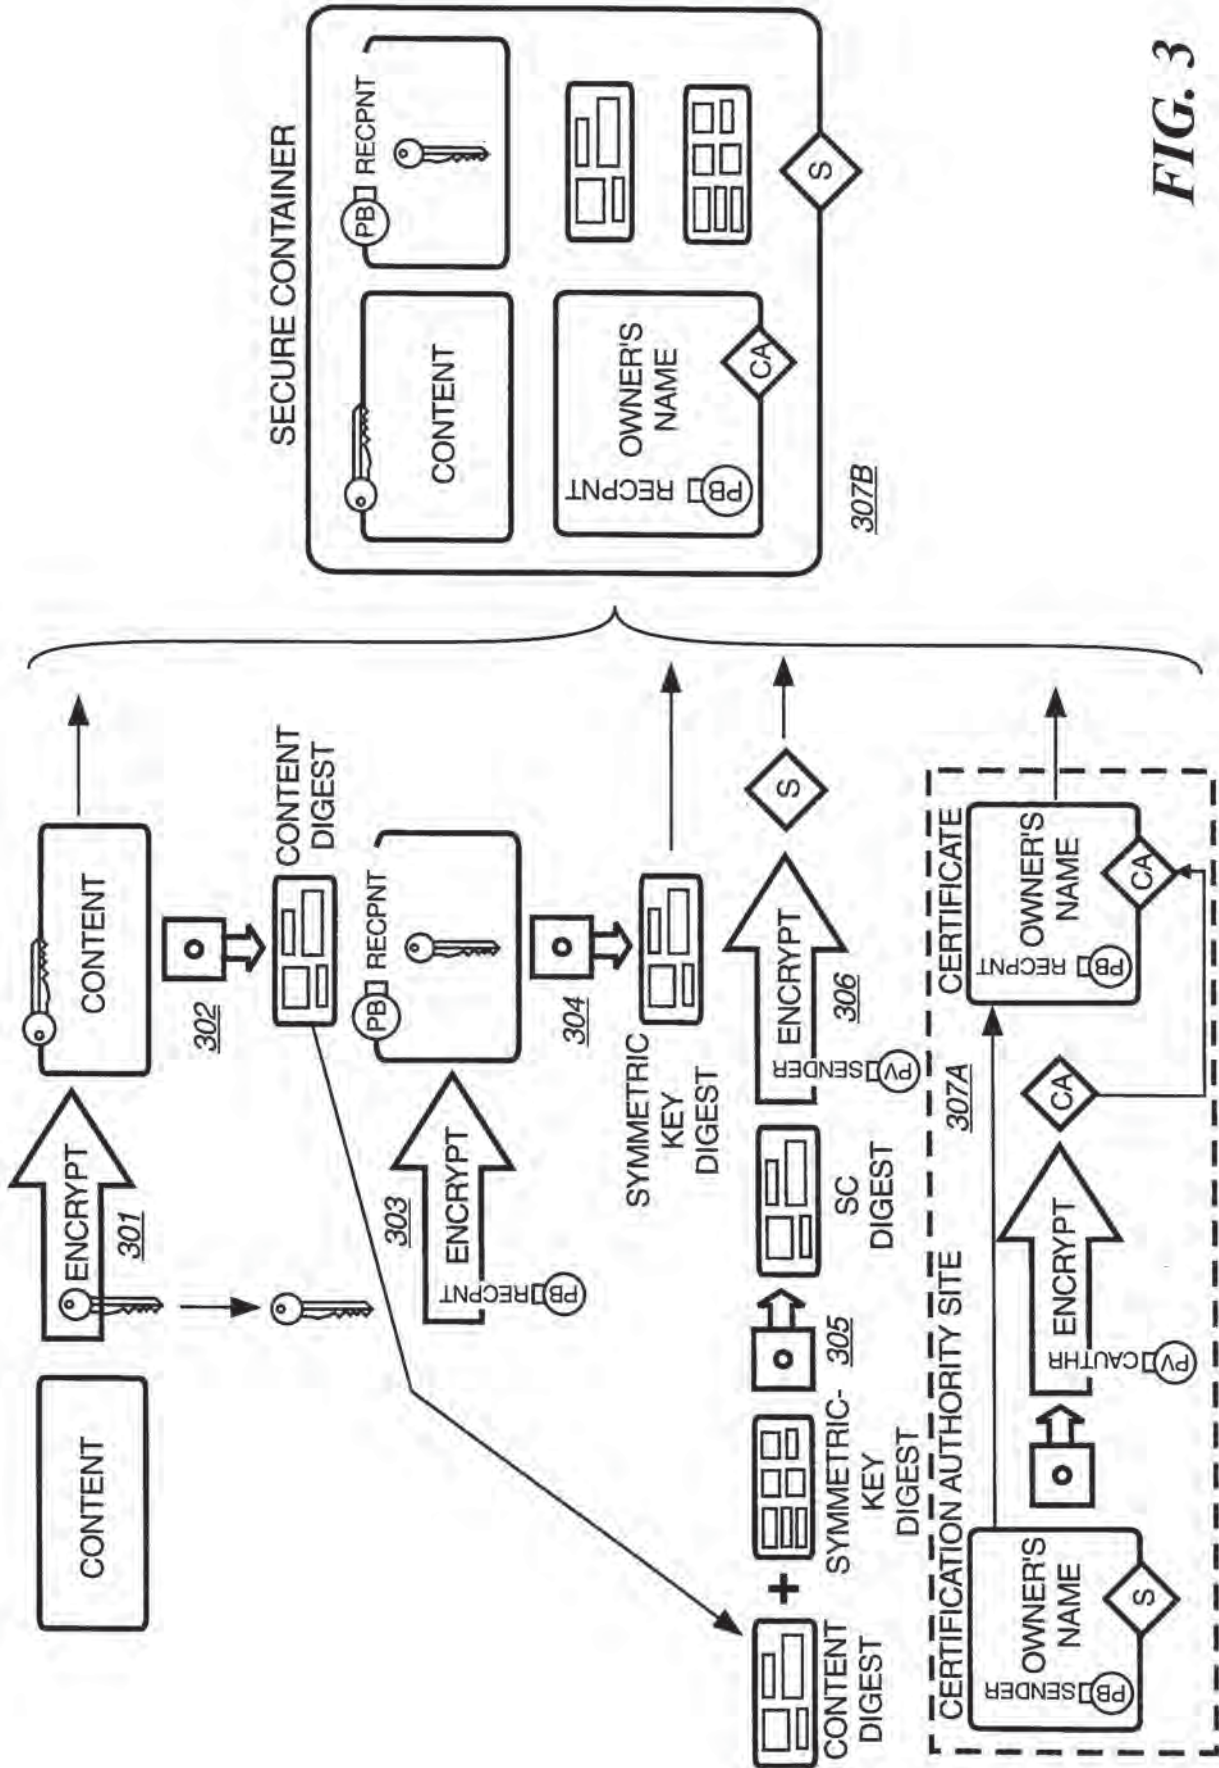 CONTENT
ENCRYPT
301
CONTENT
302
CONTENT
DIGEST
303
ENCRYPT
PB RECPNT
PB RECPNT
304
SYMMETRIC
KEY
DIGEST
CONTENT
DIGEST
+
SYMMETRIC-
KEY
DIGEST
305
SC
DIGEST
ENCRYPT
PV SENDER
306
S
CERTIFICATION AUTHORITY SITE
307A
CERTIFICATE
OWNER'S
NAME
PB SENDER
S
ENCRYPT
PV CAUTHR
CA
OWNER'S
NAME
PB RECPNT
CA
SECURE CONTAINER
CONTENT
PB RECPNT
OWNER'S
NAME
PB RECPNT
CA
S
307B
FIG. 3